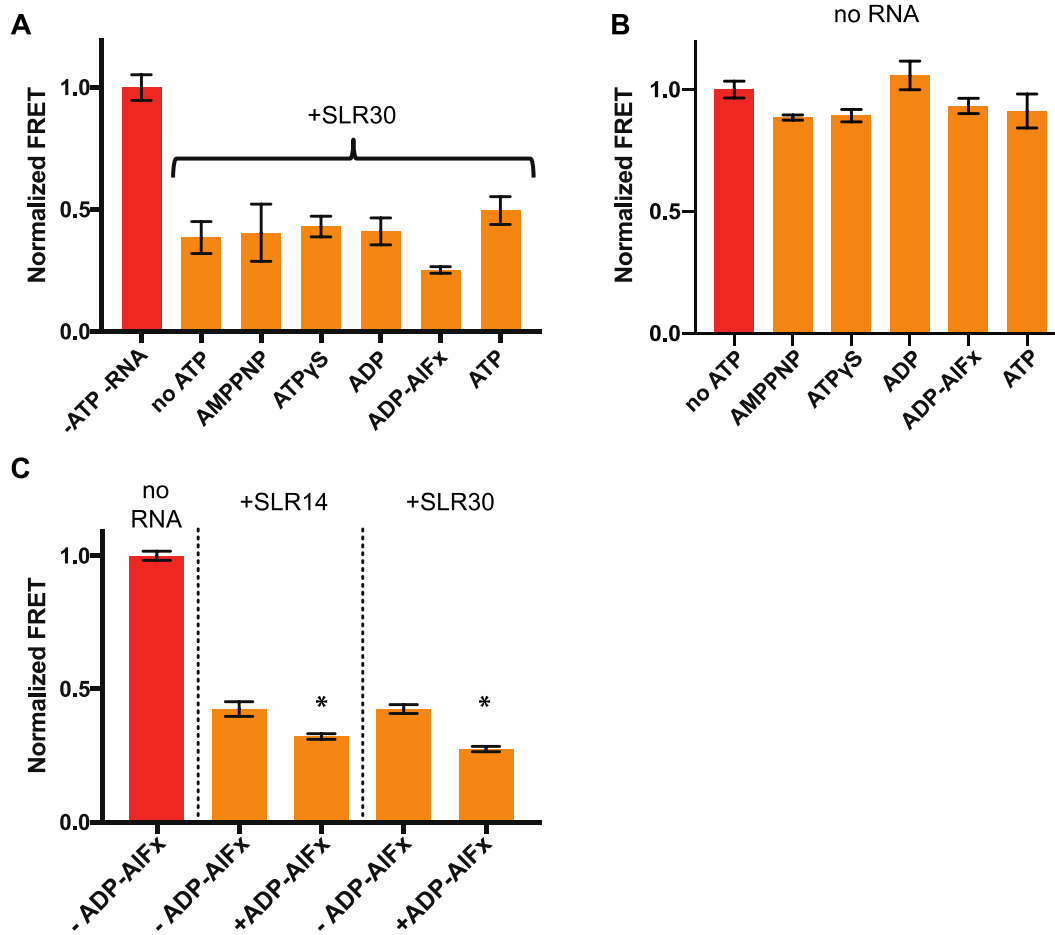 A
Normalized FRET
1.0
0.5
0.0
+SLR30
-ATP -RNA
no ATP
AMPPNP
ATPγS
ADP
ADP-AlFx
ATP
B
no RNA
Normalized FRET
1.0
0.5
0.0
no ATP
AMPPNP
ATPγS
ADP
ADP-AlFx
ATP
C
no
RNA
+SLR14
+SLR30
Normalized FRET
1.0
0.5
0.0
*
*
- ADP-AlFx
- ADP-AlFx
+ADP-AlFx
- ADP-AlFx
+ADP-AlFx